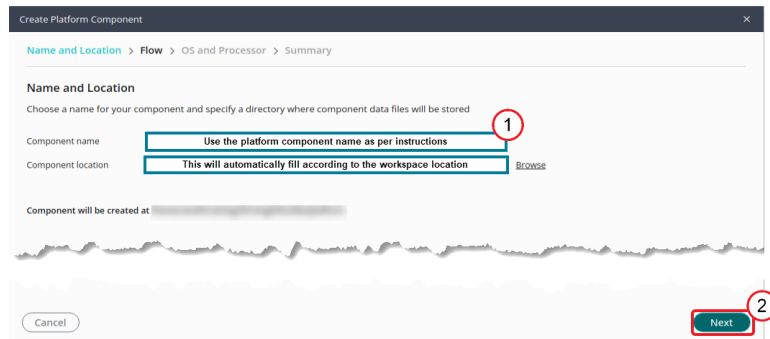 Create Platform Component ×
Name and Location > Flow > OS and Processor > Summary
Name and Location
Choose a name for your component and specify a directory where component data files will be stored
1
Component name Use the platform component name as per instructions
Component location This will automatically fill according to the workspace location Browse
Component will be created at
2
Cancel Next